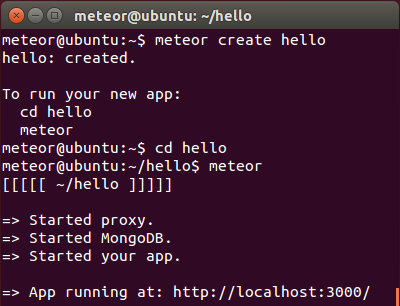 meteor@ubuntu: ~/hello
meteor@ubuntu:~$ meteor create hello
hello: created.
To run your new app:
cd hello
meteor
meteor@ubuntu:~$ cd hello
meteor@ubuntu:~/hello$ meteor
[[[[[ ~/hello ]]]]]
=> Started proxy.
=> Started MongoDB.
=> Started your app.
=> App running at: http://localhost:3000/